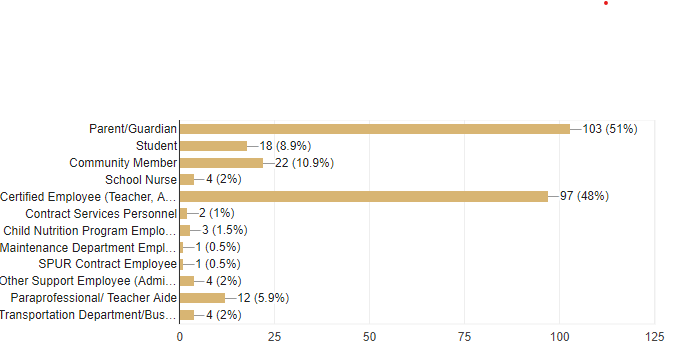 Parent/Guardian 103 (51%)
Student 18 (8.9%)
Community Member 22 (10.9%)
School Nurse 4 (2%)
Certified Employee (Teacher, A… 97 (48%)
Contract Services Personnel 2 (1%)
Child Nutrition Program Emplo… 3 (1.5%)
Maintenance Department Empl… 1 (0.5%)
SPUR Contract Employee 1 (0.5%)
Other Support Employee (Admi… 4 (2%)
Paraprofessional/ Teacher Aide 12 (5.9%)
Transportation Department/Bus… 4 (2%)
0 25 50 75 100 125